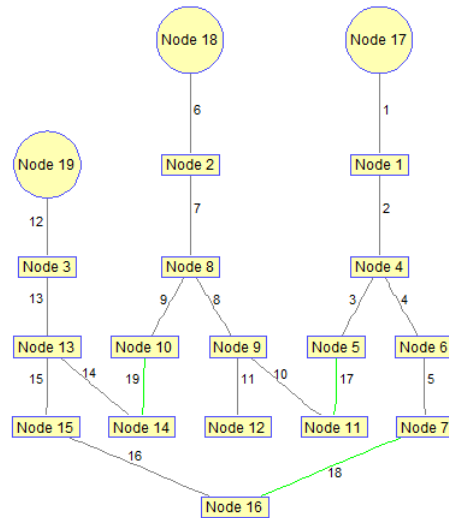 Node 18
Node 17
6
1
Node 19
Node 2
Node 1
12
7
2
Node 3
Node 8
Node 4
13
9
8
3
4
Node 13
Node 10
Node 9
Node 5
Node 6
15
14
19
11
10
17
5
Node 15
Node 14
Node 12
Node 11
Node 7
16
18
Node 16